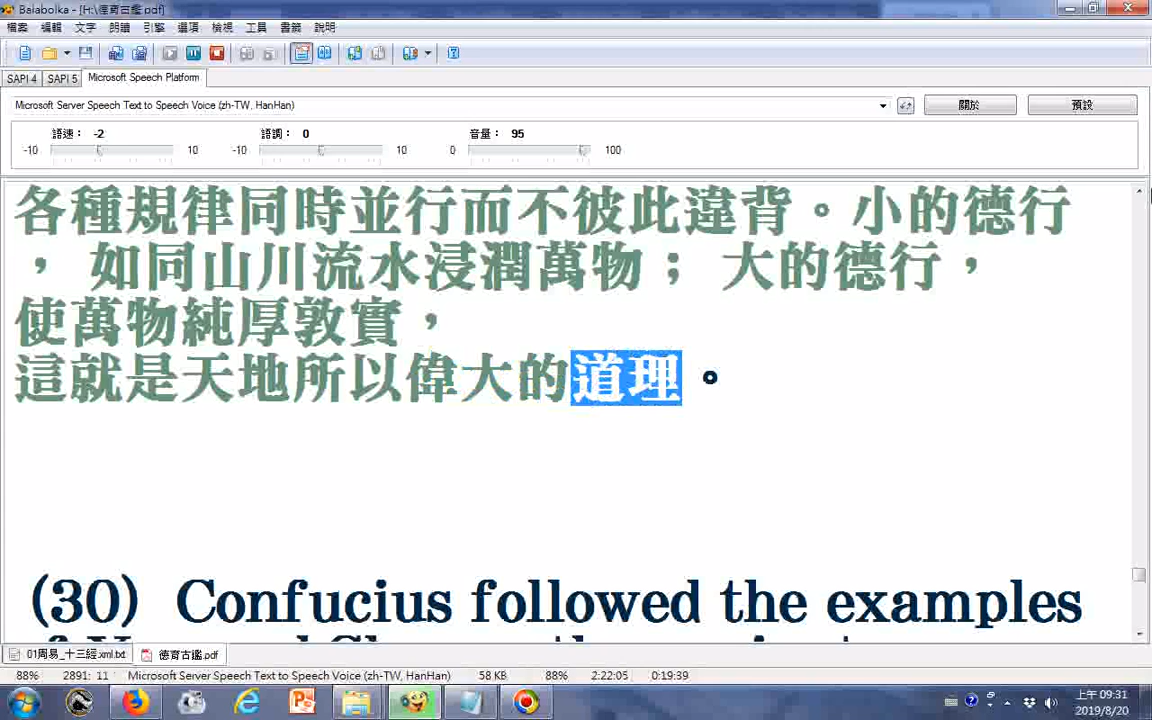 Balabolka - [H:\德育古鑑.pdf]
檔案 編輯 文字 朗讀 引擎 選項 檢視 工具 書籤 說明
SAPI 4 SAPI 5 Microsoft Speech Platform
Microsoft Server Speech Text to Speech Voice (zh-TW, HanHan) 關於 預設
語速： -2 語調： 0 音量： 95
-10 10 -10 10 0 100
各種規律同時並行而不彼此違背。小的德行
， 如同山川流水浸潤萬物； 大的德行，
使萬物純厚敦實，
這就是天地所以偉大的道理。
(30) Confucius followed the examples
01周易_十三經.xml.txt 德育古鑑.pdf
88% 2891: 11 Microsoft Server Speech Text to Speech Voice (zh-TW, HanHan) 58 KB 88% 2:22:05 0:19:39
上午 09:31
2019/8/20